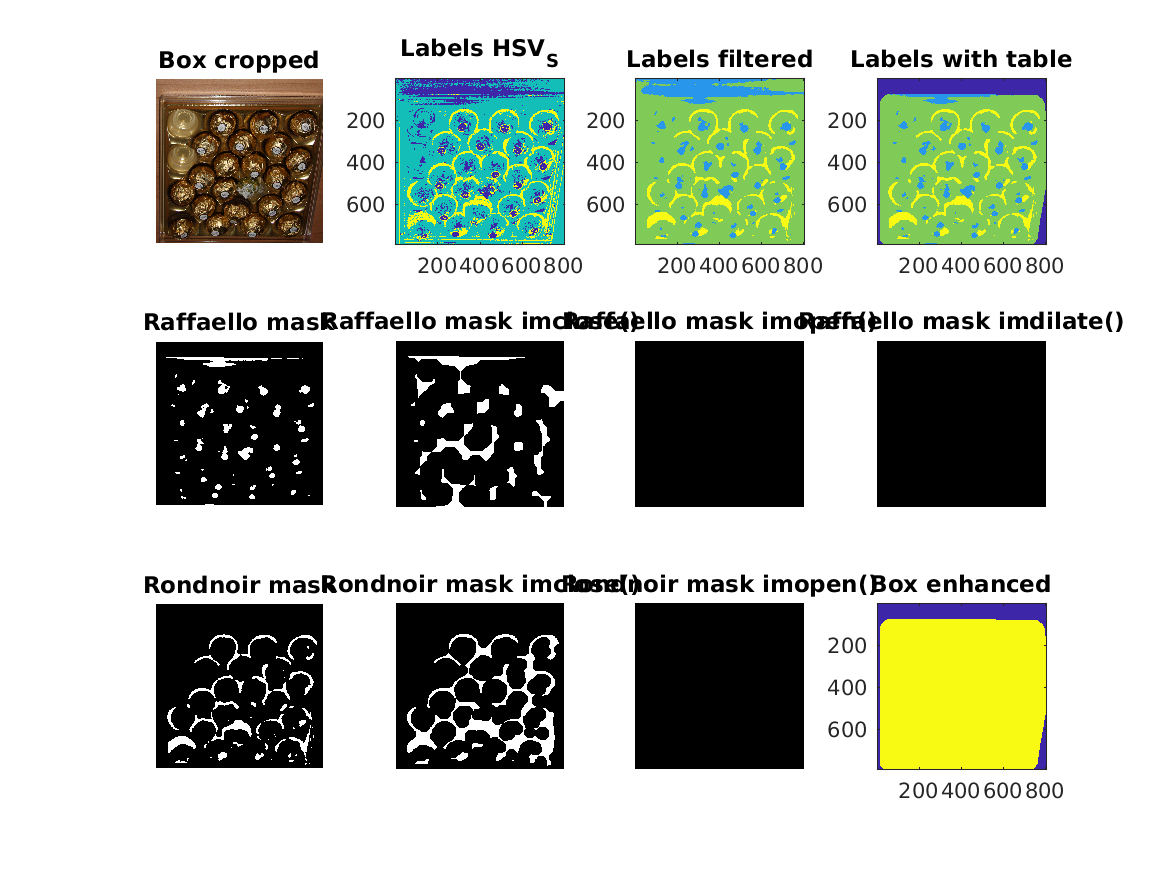 Box cropped
Labels HSV_S
Labels filtered
Labels with table
200
400
600
200 400 600 800
200
400
600
200 400 600 800
200
400
600
200 400 600 800
Raffaello mask
Raffaello mask imclose()
Raffaello mask imopen()
Raffaello mask imdilate()
Rondnoir mask
Rondnoir mask imclose()
Rondnoir mask imopen()
Box enhanced
200
400
600
200 400 600 800